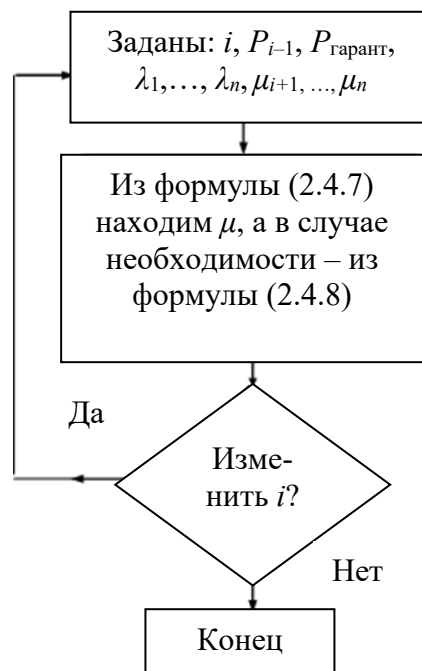 Заданы: i, Pi–1, Pгарант,
λ1,…, λn, μi+1, …, μn
Из формулы (2.4.7)
находим μ, а в случае
необходимости – из
формулы (2.4.8)
Да
Изме-
нить i?
Нет
Конец